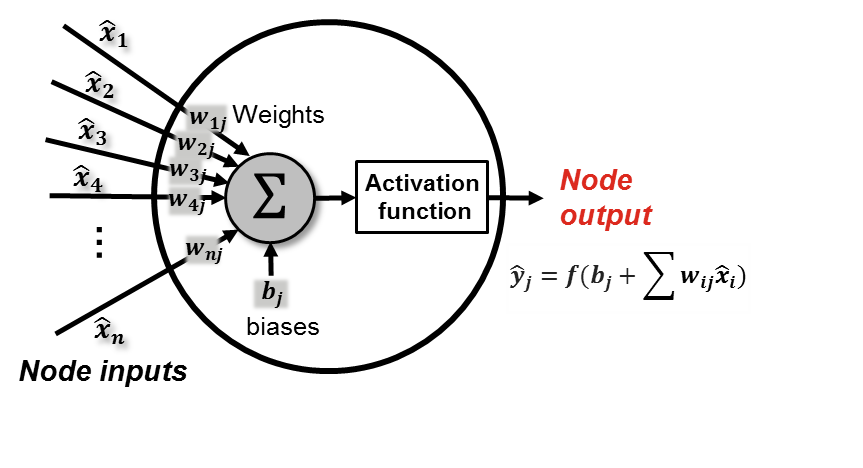 x̂₁
x̂₂
x̂₃
x̂₄
⋮
x̂ₙ
Node inputs
w₁ⱼ Weights
w₂ⱼ
w₃ⱼ
w₄ⱼ
wₙⱼ
Σ
bⱼ
biases
Activation
function
Node
output
ŷⱼ = f(bⱼ + ∑ wᵢⱼx̂ᵢ)